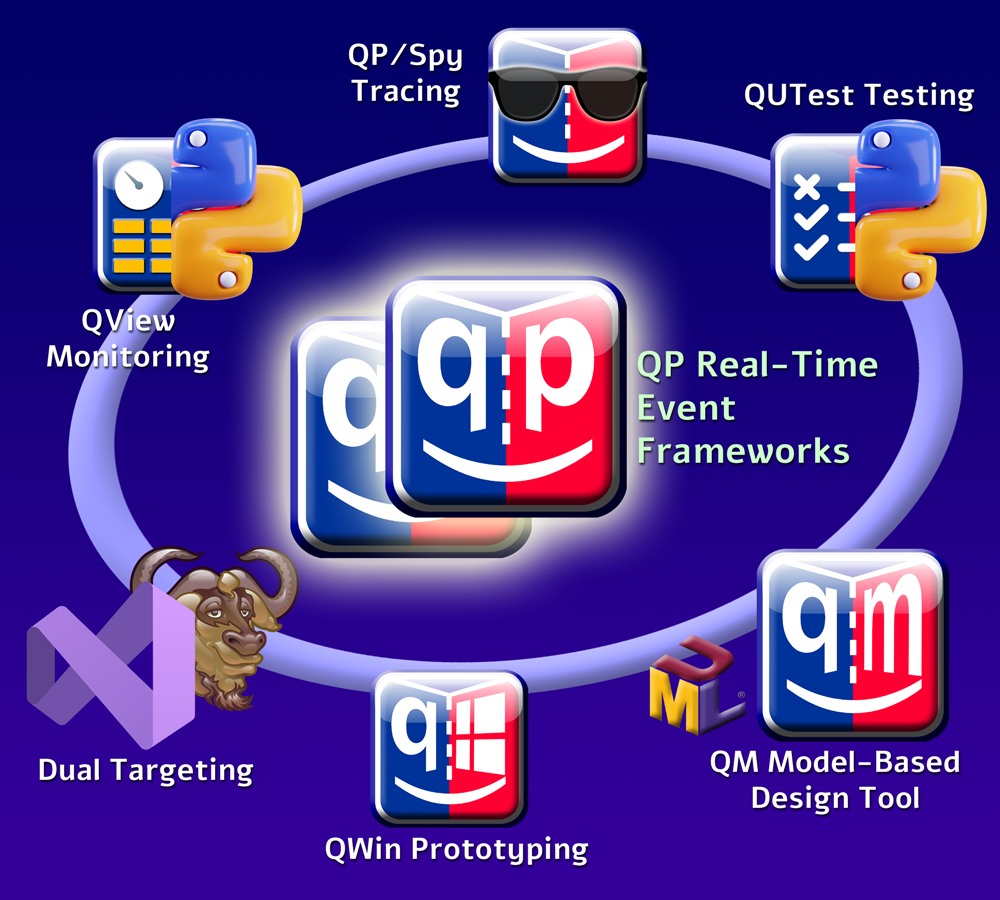 QP/Spy
Tracing
QUTest Testing
QView
Monitoring
q
qp
QP Real-Time
Event
Frameworks
Dual Targeting
q
QWin Prototyping
UML®
qm
QM Model-Based
Design Tool